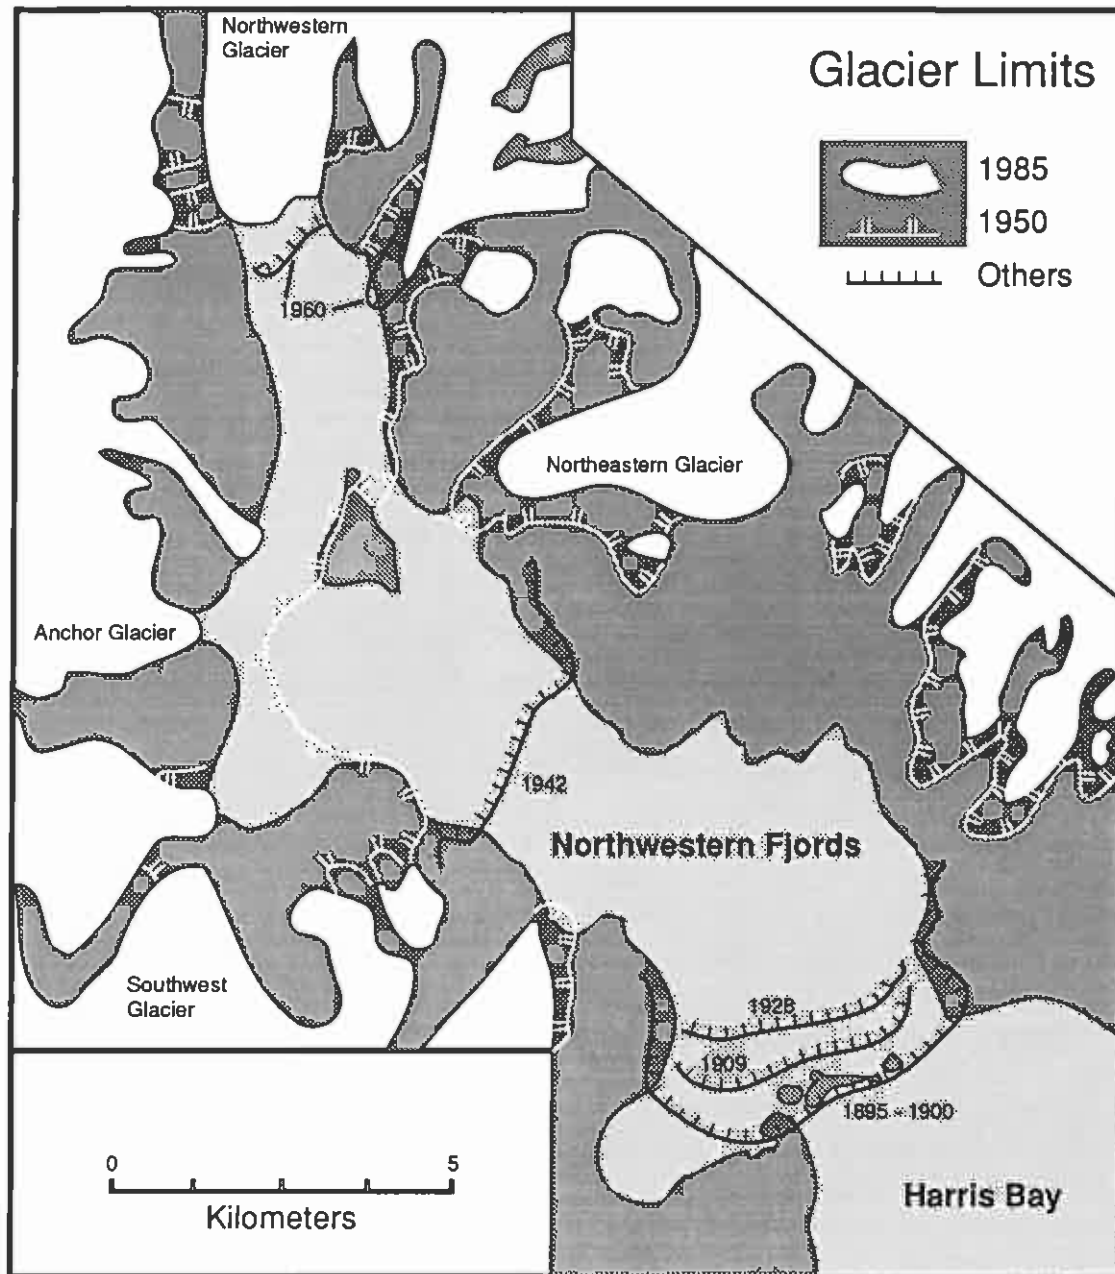 Northwestern
Glacier
Glacier Limits
1985
1950
Others
1960
Northeastern Glacier
Anchor Glacier
1942
Northwestern Fjords
Southwest
Glacier
1928
1909
1895 - 1900
0 5
Kilometers
Harris Bay